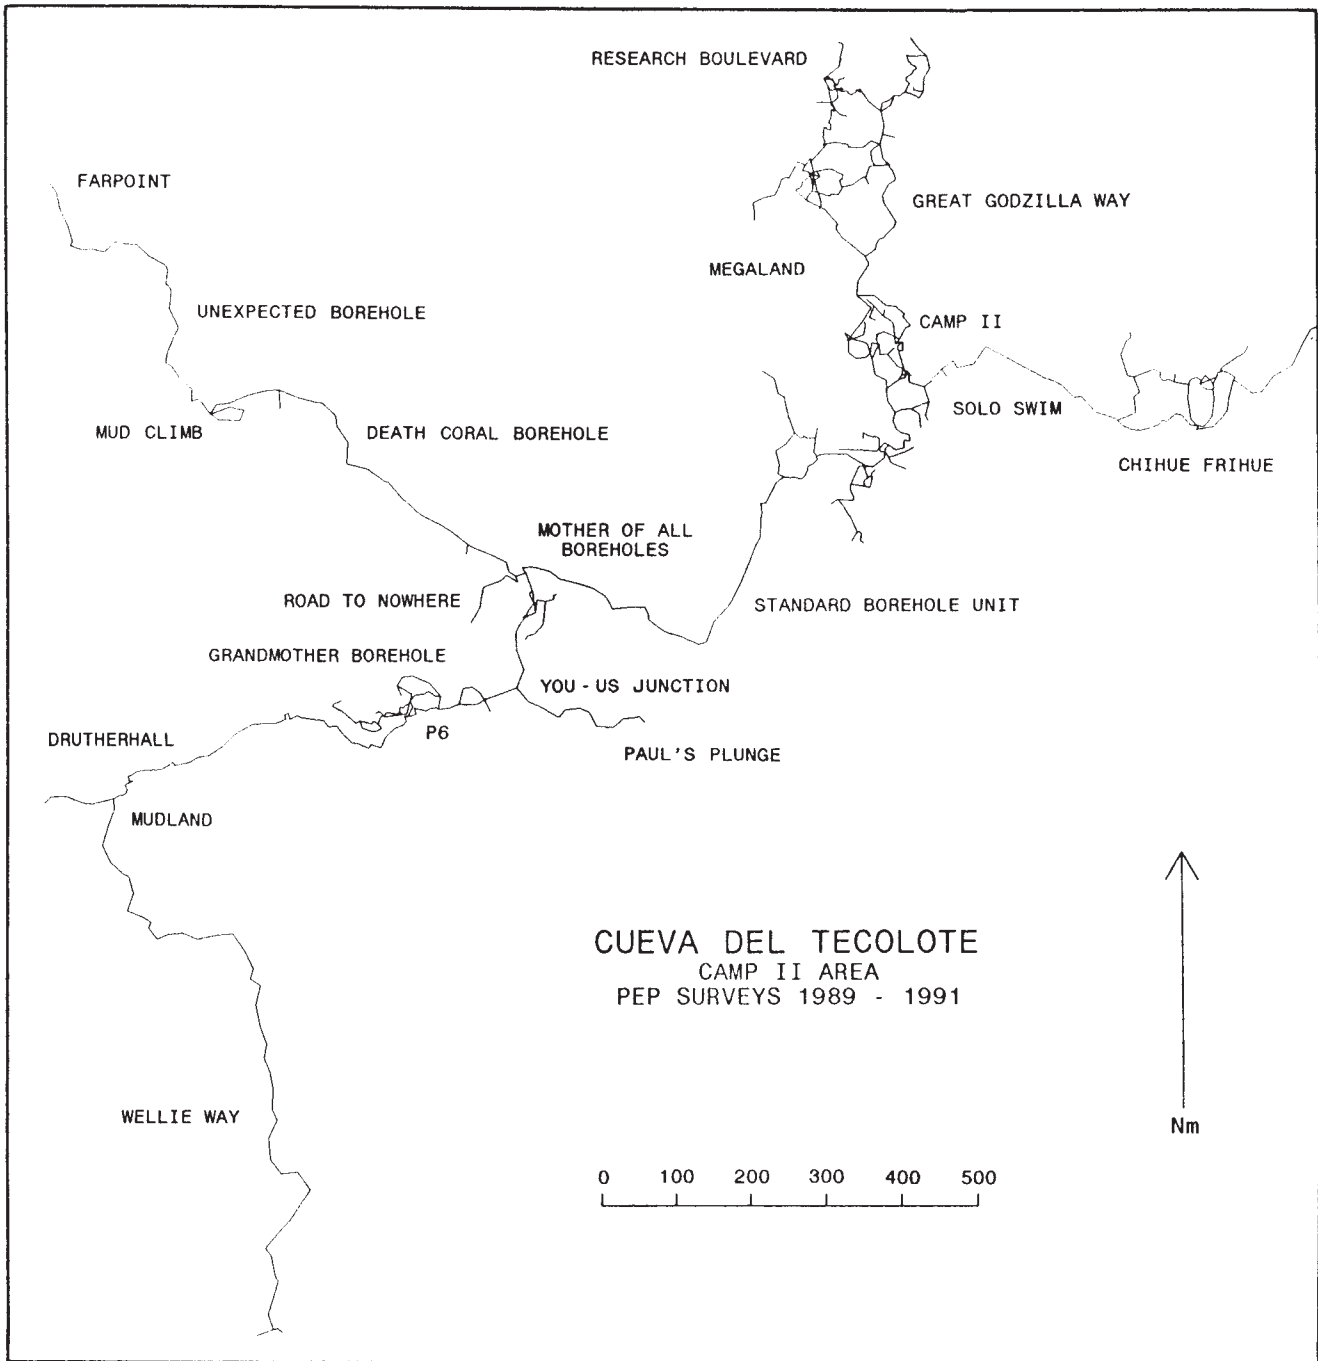 RESEARCH BOULEVARD
FARPOINT
GREAT GODZILLA WAY
MEGALAND
UNEXPECTED BOREHOLE
CAMP II
SOLO SWIM
MUD CLIMB
DEATH CORAL BOREHOLE
CHIHUE FRIHUE
MOTHER OF ALL
BOREHOLES
ROAD TO NOWHERE
STANDARD BOREHOLE UNIT
GRANDMOTHER BOREHOLE
YOU-US JUNCTION
P6
DRUTHERHALL
PAUL'S PLUNGE
MUDLAND
CUEVA DEL TECOLOTE
CAMP II AREA
PEP SURVEYS 1989 - 1991
WELLIE WAY
Nm
0 100 200 300 400 500